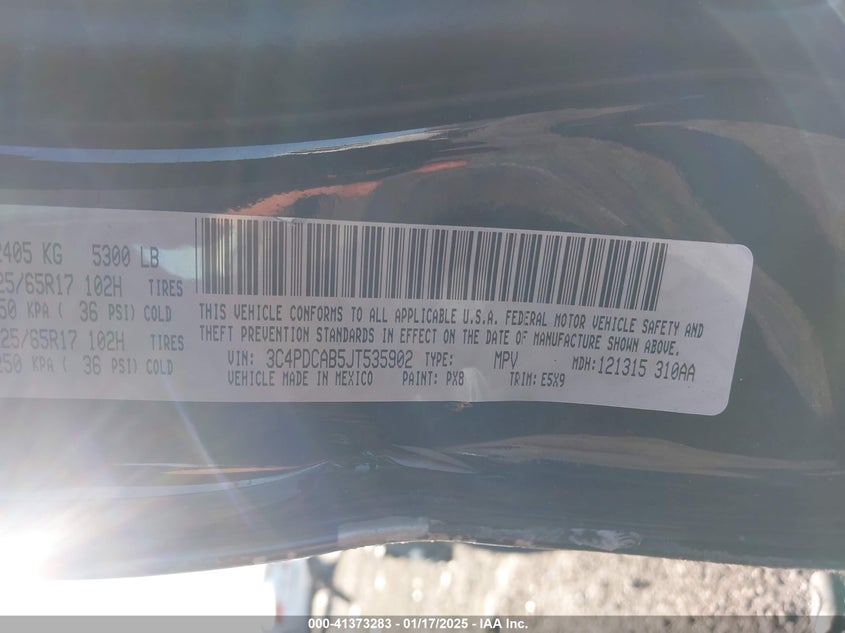 2405 KG 5300 LB
25/65R17 102H TIRES
50 KPA ( 36 PSI) COLD
25/65R17 102H TIRES
250 KPA ( 36 PSI) COLD
THIS VEHICLE CONFORMS TO ALL APPLICABLE U.S.A. FEDERAL MOTOR VEHICLE SAFETY AND
THEFT PREVENTION STANDARDS IN EFFECT ON THE DATE OF MANUFACTURE SHOWN ABOVE.
VIN: 3C4PDCAB5JT535902 TYPE: MPV MDH:121315 310AA
VEHICLE MADE IN MEXICO PAINT: PX8 TRIM: E5X9
000-41373283 - 01/17/2025 - IAA Inc.